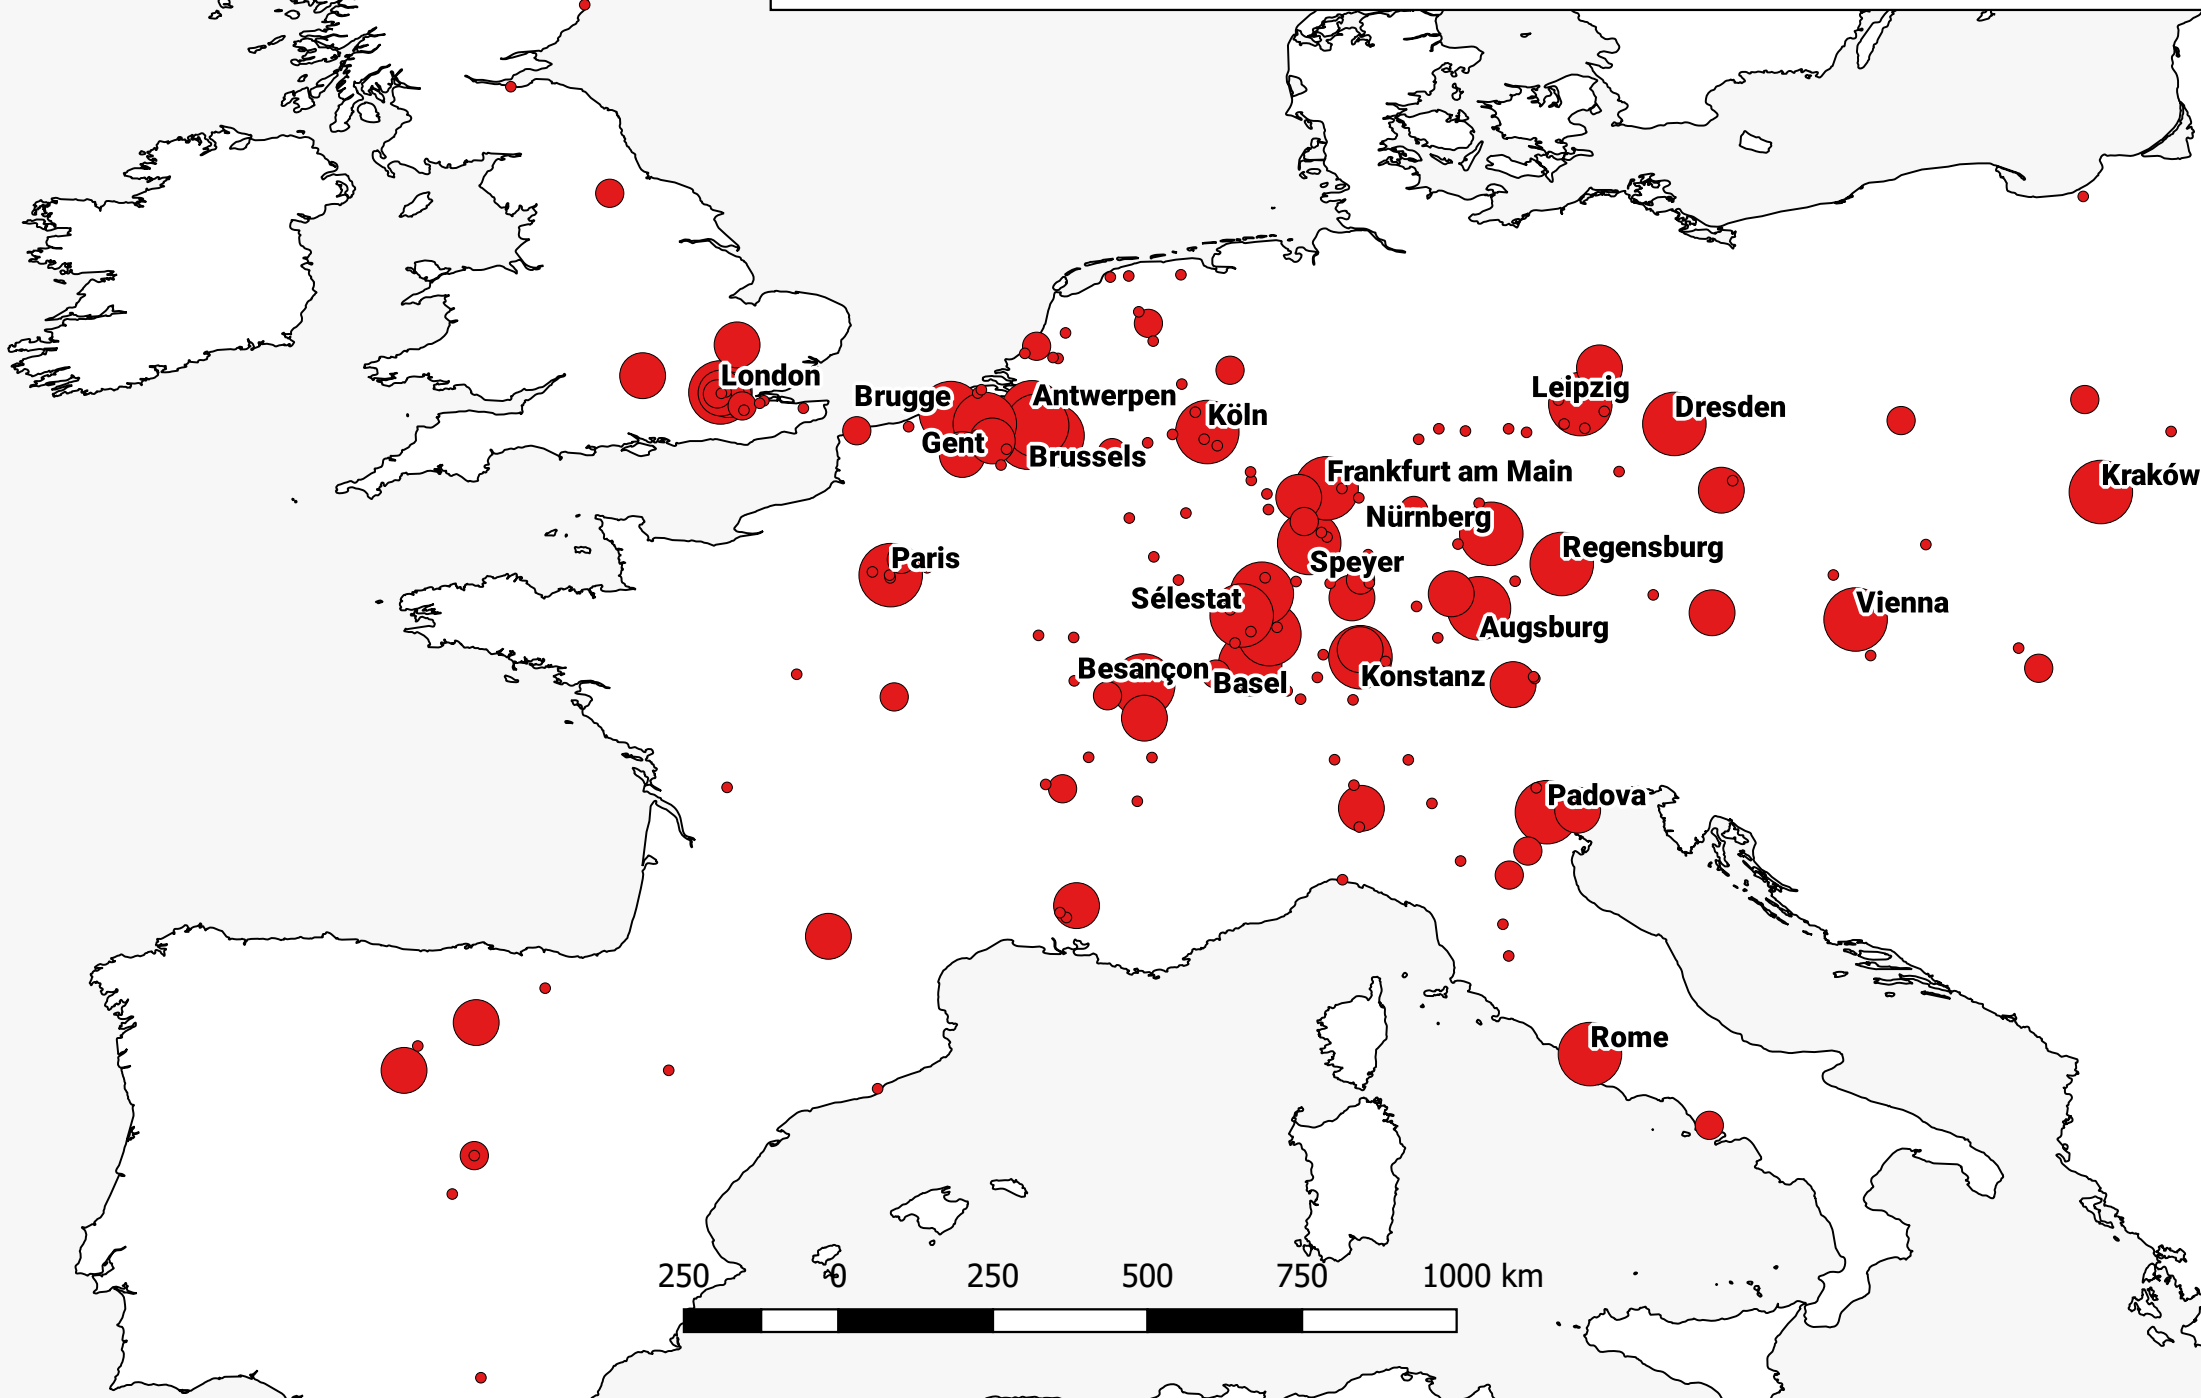 London
Brugge
Antwerpen
Leipzig
Dresden
Köln
Gent
Brussels
Frankfurt am Main
Kraków
Nürnberg
Regensburg
Paris
Speyer
Sélestat
Vienna
Augsburg
Besançon
Basel
Konstanz
Padova
Rome
250 0 250 500 750 1000 km